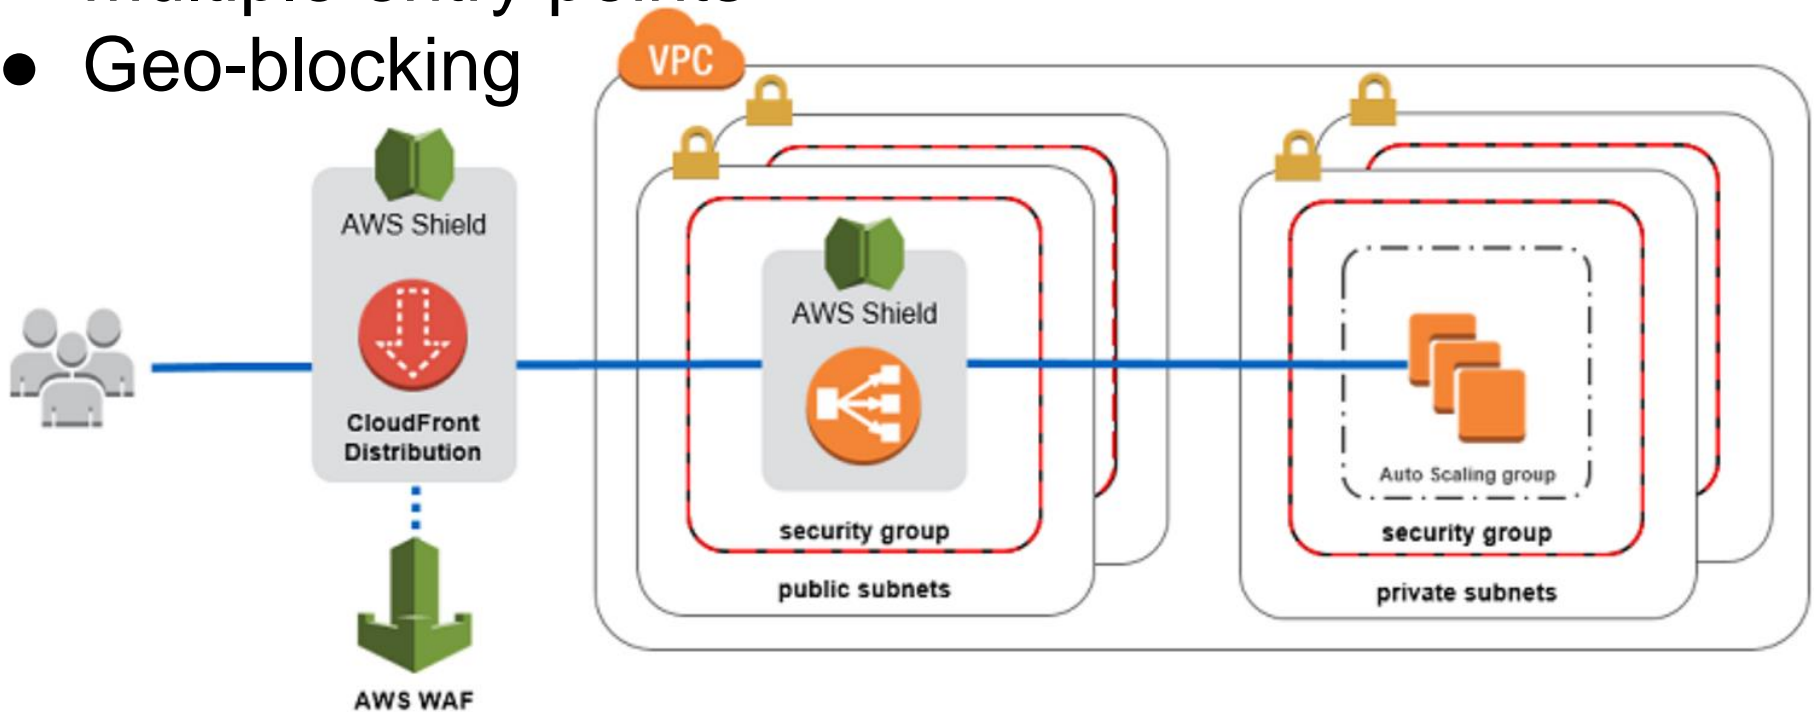 ● Geo-blocking
VPC
AWS Shield
CloudFront
Distribution
AWS WAF
AWS Shield
security group
public subnets
Auto Scaling group
security group
private subnets